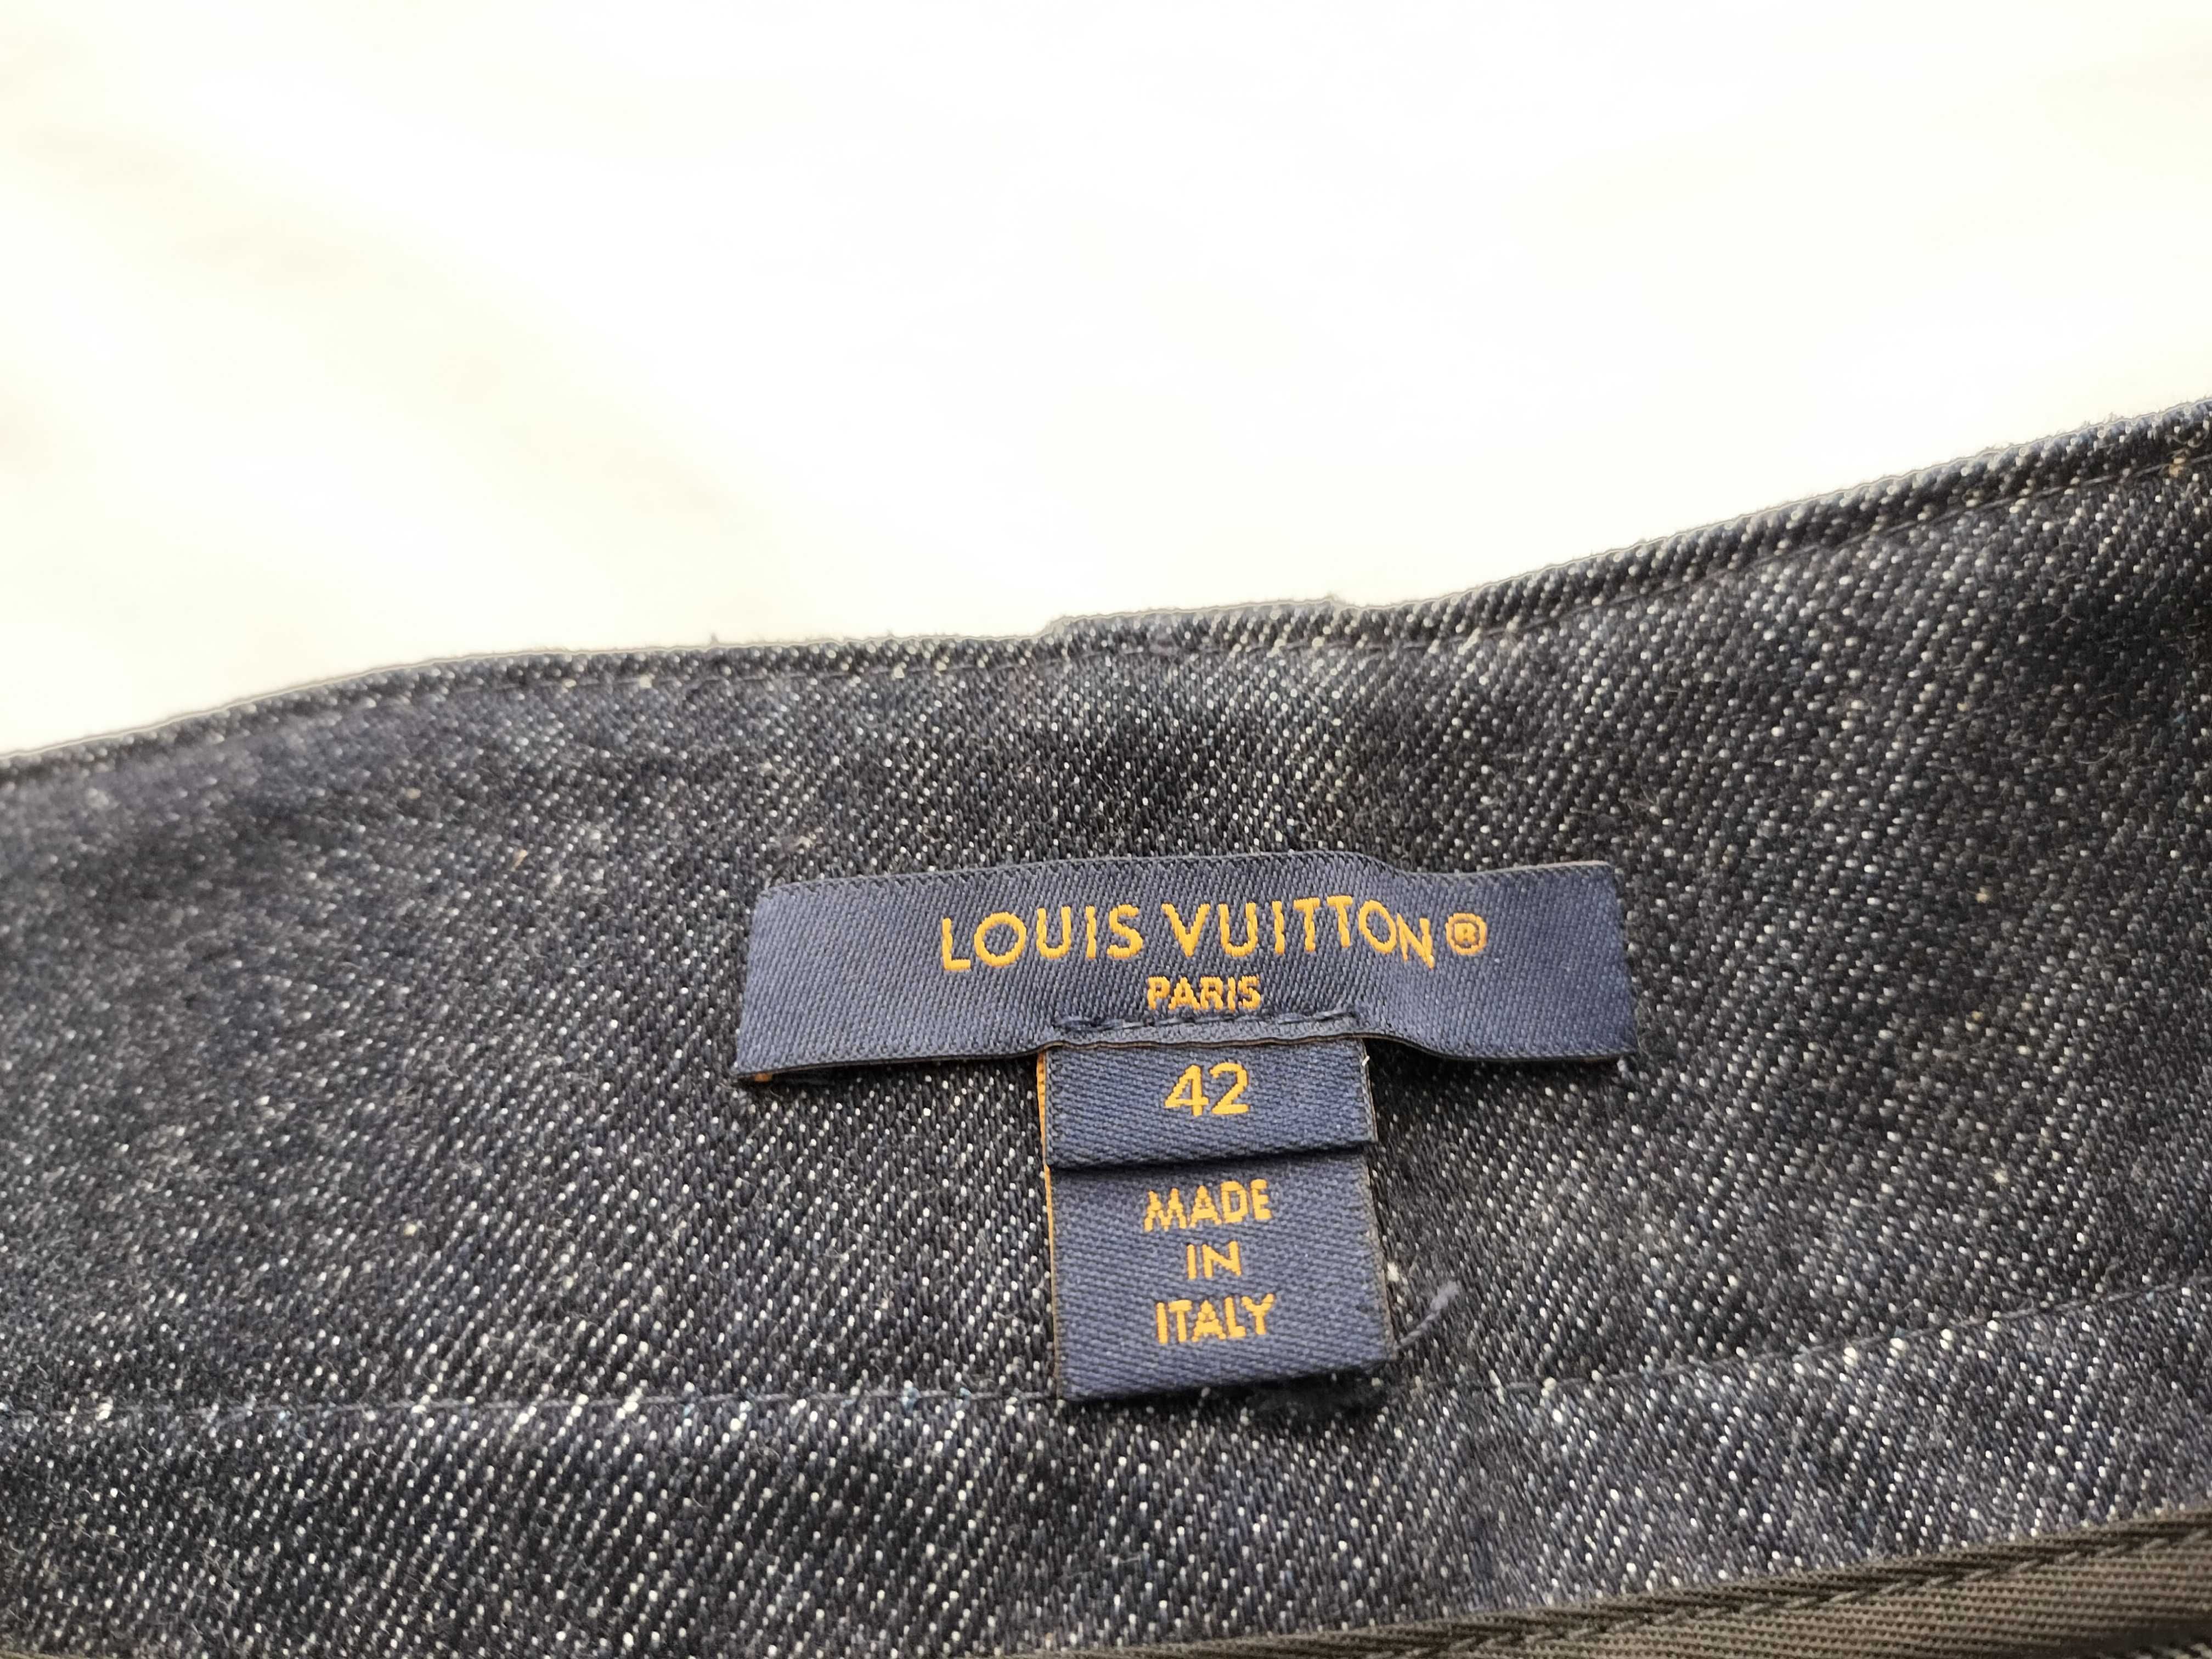 LOUIS VUITTON®
PARIS
42
MADE
IN
ITALY